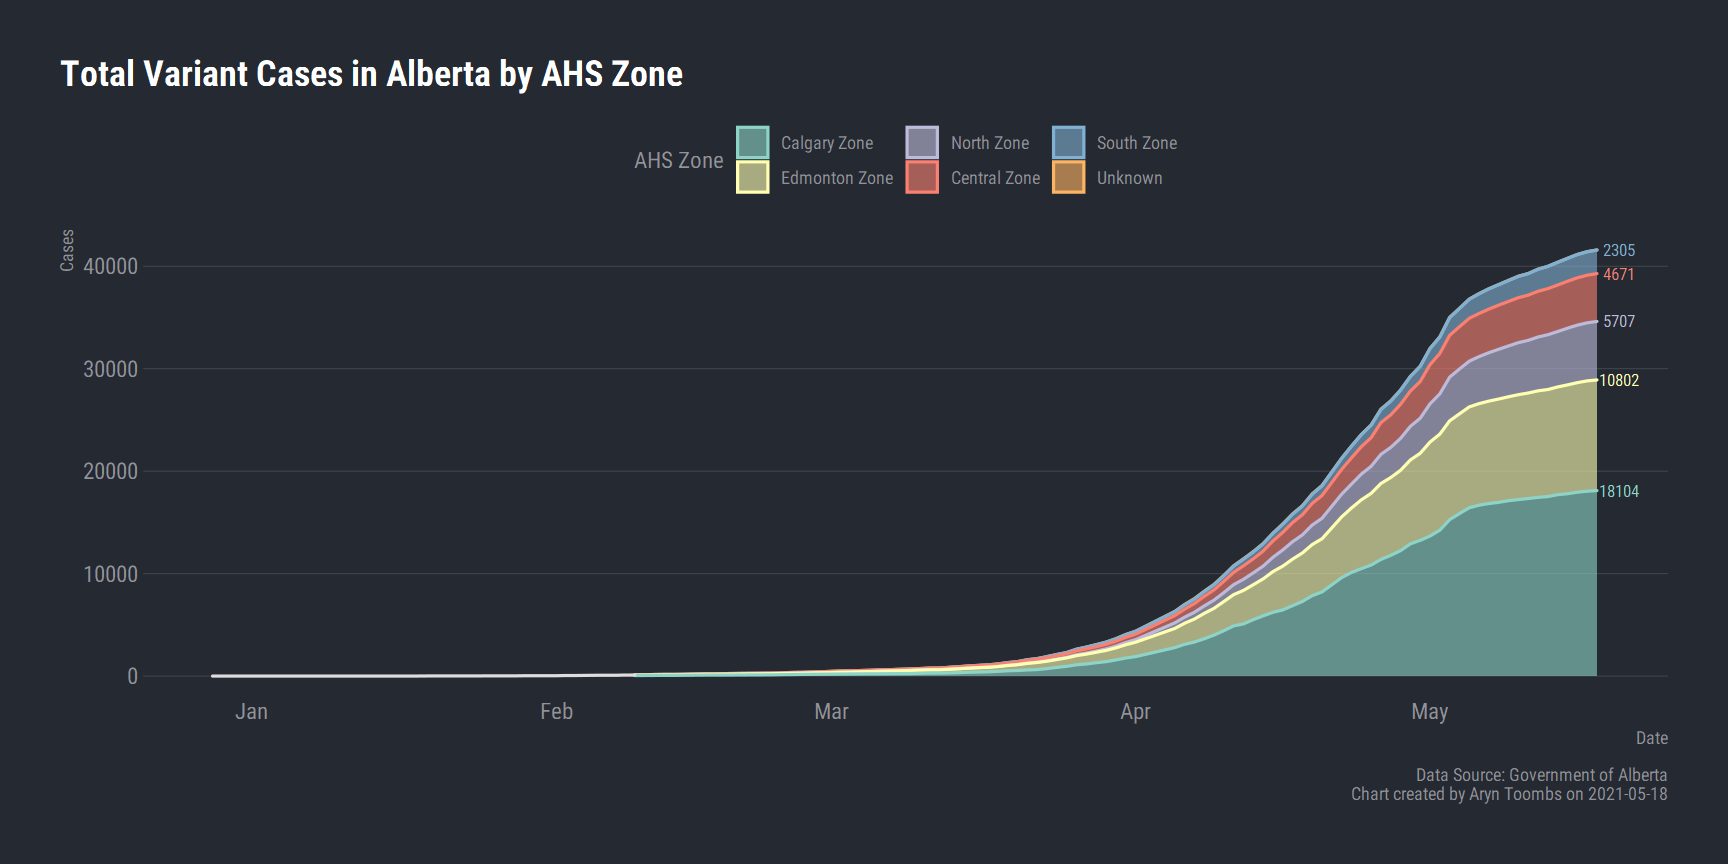 Total Variant Cases in Alberta by AHS Zone
AHS Zone
Calgary Zone
North Zone
South Zone
Edmonton Zone
Central Zone
Unknown
Cases
40000
30000
20000
10000
0
2305
4671
5707
10802
18104
Jan
Feb
Mar
Apr
May
Date
Data Source: Government of Alberta
Chart created by Aryn Toombs on 2021-05-18